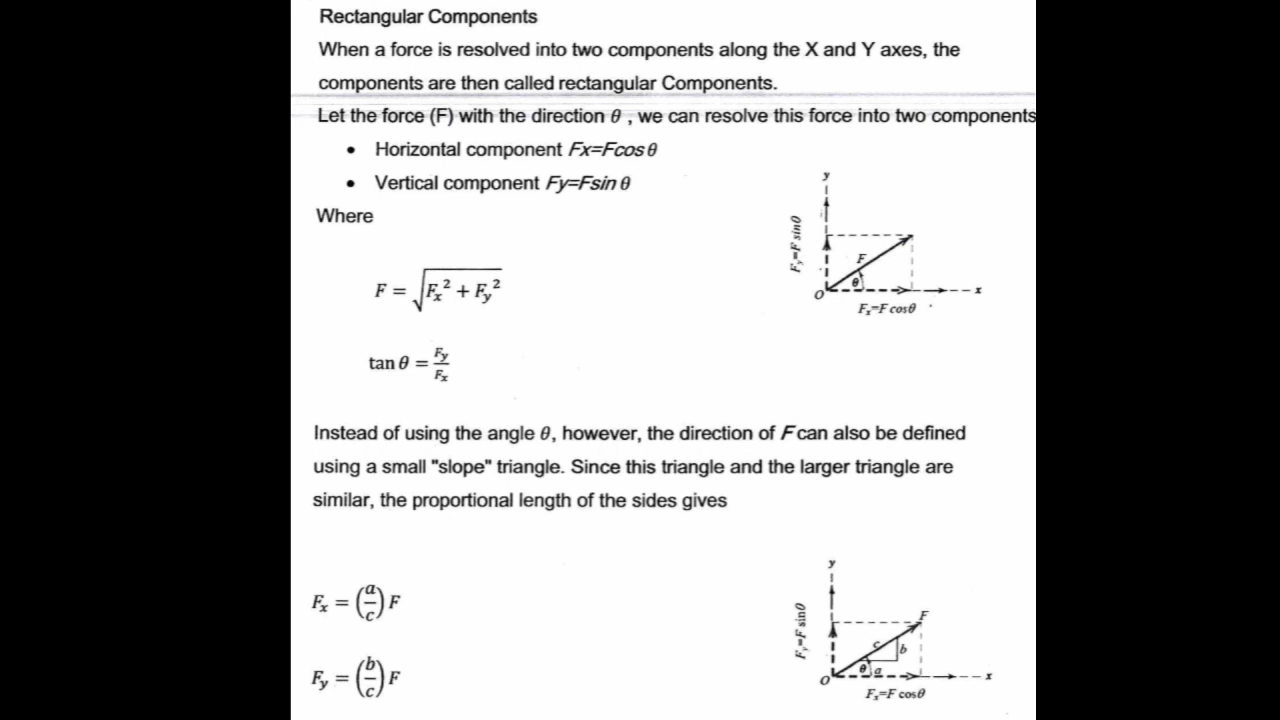 Rectangular Components
When a force is resolved into two components along the X and Y axes, the
components are then called rectangular Components.
Let the force (F) with the direction θ , we can resolve this force into two components
• Horizontal component Fx=Fcos θ
• Vertical component Fy=Fsin θ
Where
F = √(Fx² + Fy²)
tan θ = Fy/Fx
y
Fy=F sinθ
F
θ
O
x
Fx=F cosθ
Instead of using the angle θ, however, the direction of F can also be defined
using a small "slope" triangle. Since this triangle and the larger triangle are
similar, the proportional length of the sides gives
Fx = (a/c) F
Fy = (b/c) F
y
Fy=F sinθ
F
c
b
θ
a
O
x
Fx=F cosθ